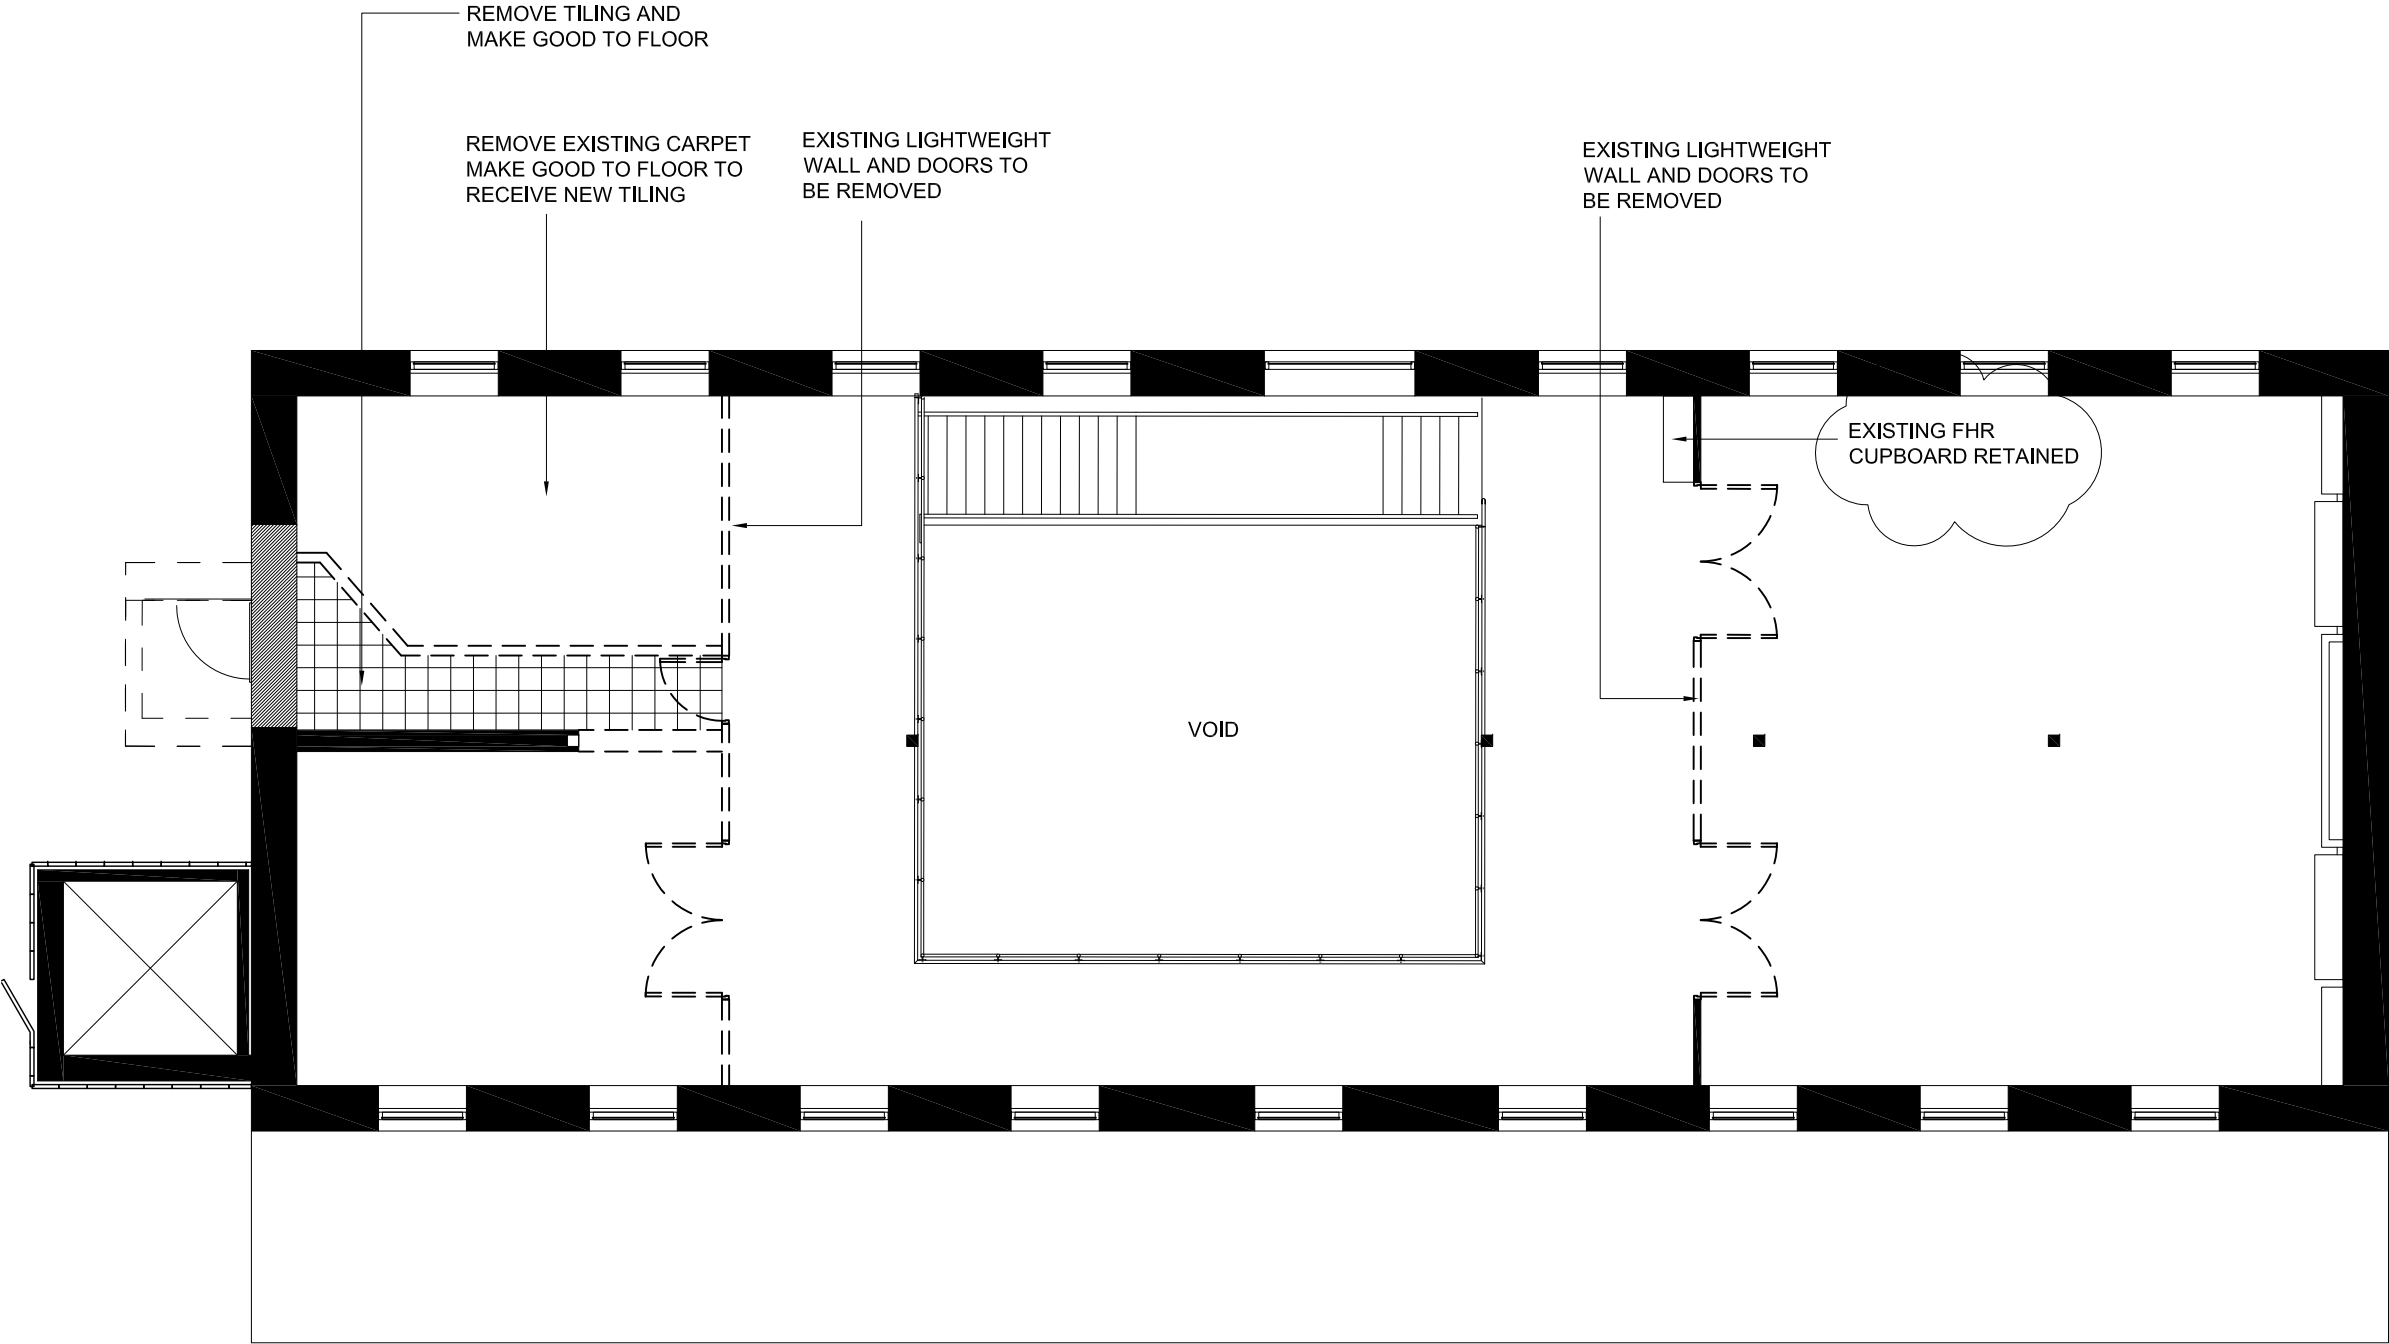 REMOVE TILING AND
MAKE GOOD TO FLOOR
REMOVE EXISTING CARPET
MAKE GOOD TO FLOOR TO
RECEIVE NEW TILING
EXISTING LIGHTWEIGHT
WALL AND DOORS TO
BE REMOVED
EXISTING LIGHTWEIGHT
WALL AND DOORS TO
BE REMOVED
EXISTING FHR
CUPBOARD RETAINED
VOID